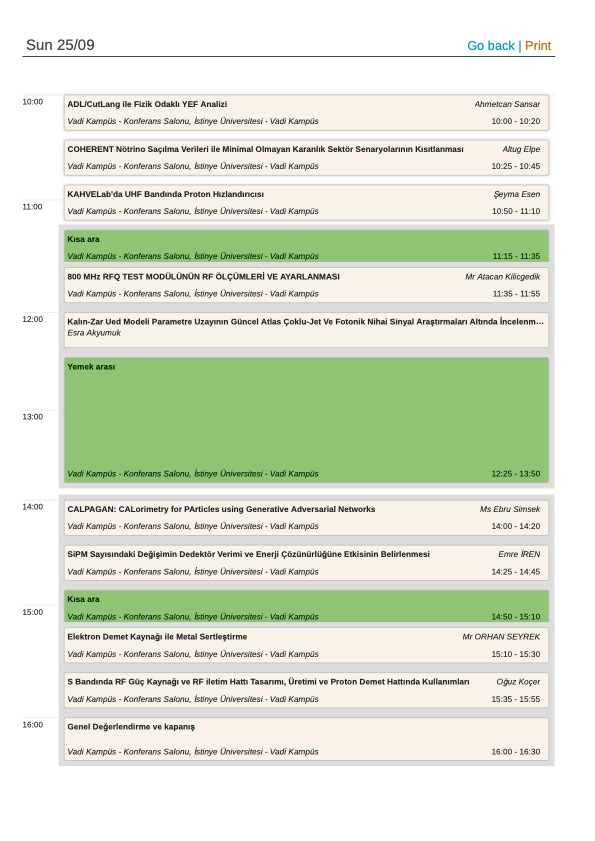 Sun 25/09
Go back | Print
10:00
ADL/CutLang ile Fizik Odaklı YEF Analizi Ahmetcan Sansar
Vadi Kampüs - Konferans Salonu, İstinye Üniversitesi - Vadi Kampüs 10:00 - 10:20
COHERENT Nötrino Saçılma Verileri ile Minimal Olmayan Karanlık Sektör Senaryolarının Kısıtlanması Altug Elpe
Vadi Kampüs - Konferans Salonu, İstinye Üniversitesi - Vadi Kampüs 10:25 - 10:45
KAHVELab'da UHF Bandında Proton Hızlandırıcısı Şeyma Esen
11:00
Vadi Kampüs - Konferans Salonu, İstinye Üniversitesi - Vadi Kampüs 10:50 - 11:10
Kısa ara
Vadi Kampüs - Konferans Salonu, İstinye Üniversitesi - Vadi Kampüs 11:15 - 11:35
800 MHz RFQ TEST MODÜLÜNÜN RF ÖLÇÜMLERİ VE AYARLANMASI Mr Atacan Kilicgedik
Vadi Kampüs - Konferans Salonu, İstinye Üniversitesi - Vadi Kampüs 11:35 - 11:55
12:00
Kalın-Zar Ued Modeli Parametre Uzayının Güncel Atlas Çoklu-Jet Ve Fotonik Nihai Sinyal Araştırmaları Altında İncelenm...
Esra Akyumuk
Yemek arası
13:00
Vadi Kampüs - Konferans Salonu, İstinye Üniversitesi - Vadi Kampüs 12:25 - 13:50
14:00
CALPAGAN: CALorimetry for PArticles using Generative Adversarial Networks Ms Ebru Simsek
Vadi Kampüs - Konferans Salonu, İstinye Üniversitesi - Vadi Kampüs 14:00 - 14:20
SiPM Sayısındaki Değişimin Dedektör Verimi ve Enerji Çözünürlüğüne Etkisinin Belirlenmesi Emre İREN
Vadi Kampüs - Konferans Salonu, İstinye Üniversitesi - Vadi Kampüs 14:25 - 14:45
Kısa ara
15:00
Vadi Kampüs - Konferans Salonu, İstinye Üniversitesi - Vadi Kampüs 14:50 - 15:10
Elektron Demet Kaynağı ile Metal Sertleştirme Mr ORHAN SEYREK
Vadi Kampüs - Konferans Salonu, İstinye Üniversitesi - Vadi Kampüs 15:10 - 15:30
S Bandında RF Güç Kaynağı ve RF iletim Hattı Tasarımı, Üretimi ve Proton Demet Hattında Kullanımları Oğuz Koçer
Vadi Kampüs - Konferans Salonu, İstinye Üniversitesi - Vadi Kampüs 15:35 - 15:55
16:00
Genel Değerlendirme ve kapanış
Vadi Kampüs - Konferans Salonu, İstinye Üniversitesi - Vadi Kampüs 16:00 - 16:30